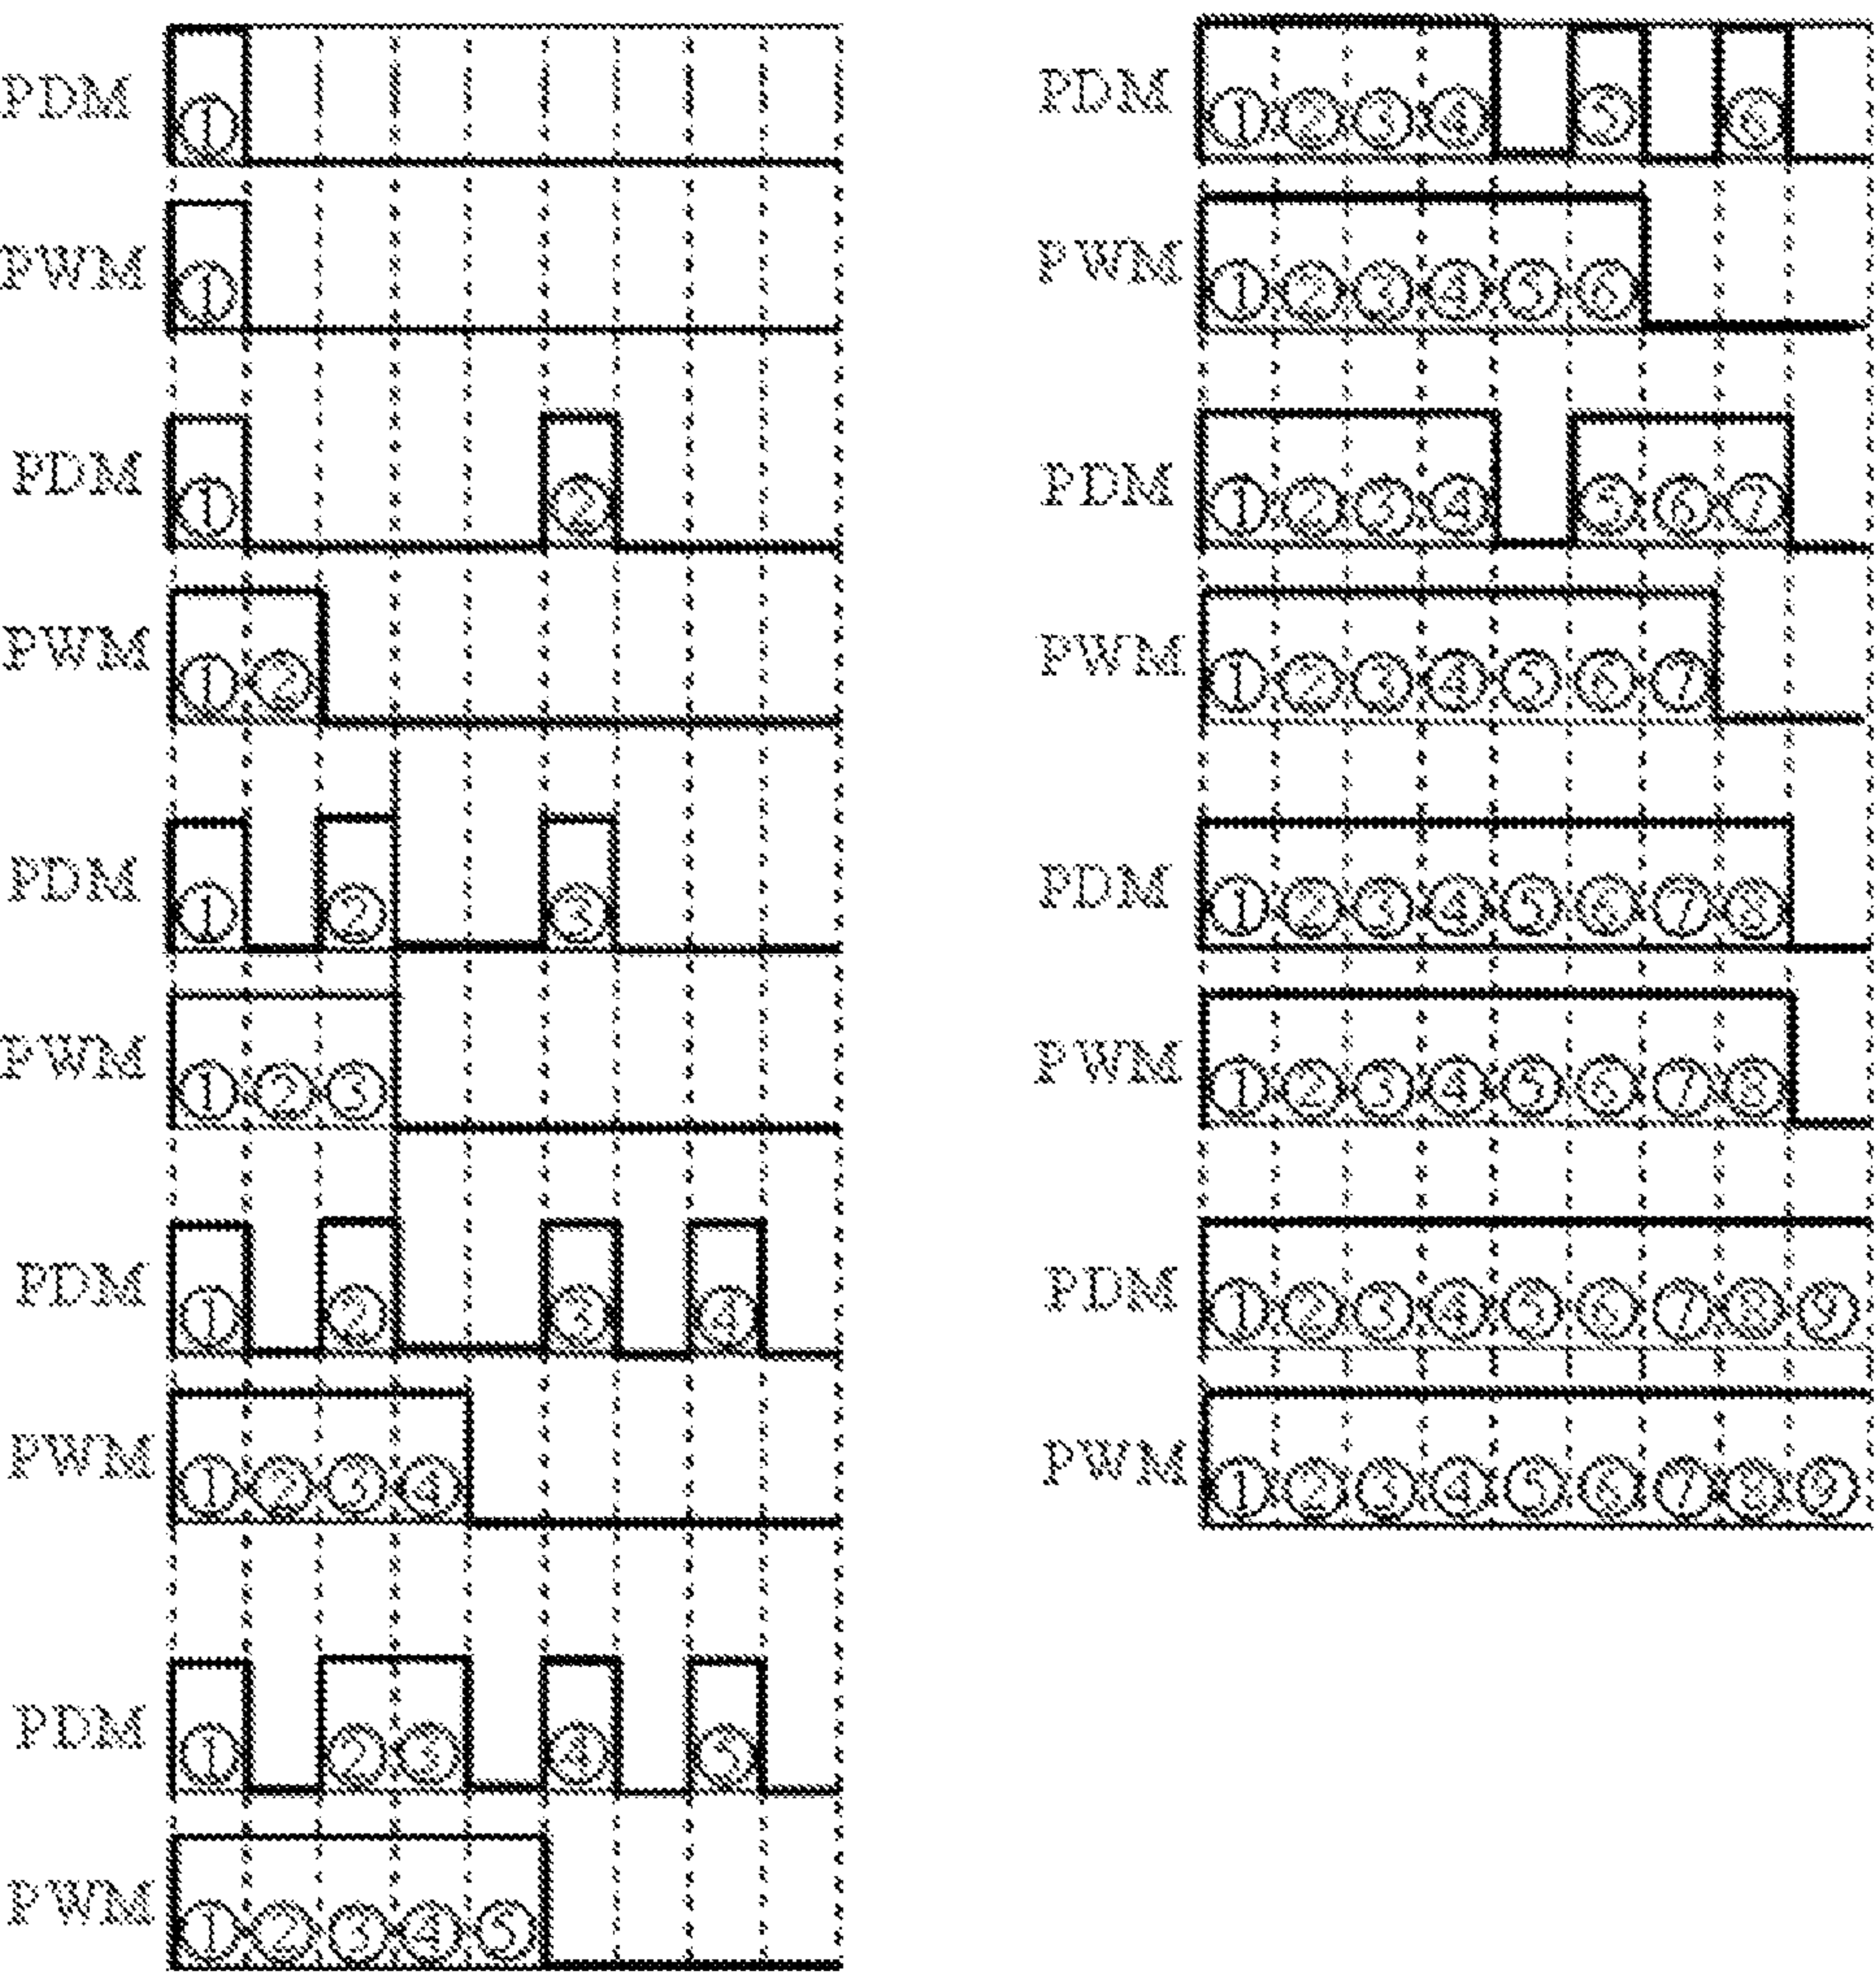 PDM ①
PWM ①
PDM ① ②
PWM ① ②
PDM ① ② ③
PWM ① ② ③
PDM ① ② ③ ④
PWM ① ② ③ ④
PDM ① ② ③ ④ ⑤
PWM ① ② ③ ④ ⑤
PDM ① ② ③ ④ ⑤ ⑥
PWM ① ② ③ ④ ⑤ ⑥
PDM ① ② ③ ④ ⑤ ⑥ ⑦
PWM ① ② ③ ④ ⑤ ⑥ ⑦
PDM ① ② ③ ④ ⑤ ⑥ ⑦ ⑧
PWM ① ② ③ ④ ⑤ ⑥ ⑦ ⑧
PDM ① ② ③ ④ ⑤ ⑥ ⑦ ⑧ ⑨
PWM ① ② ③ ④ ⑤ ⑥ ⑦ ⑧ ⑨